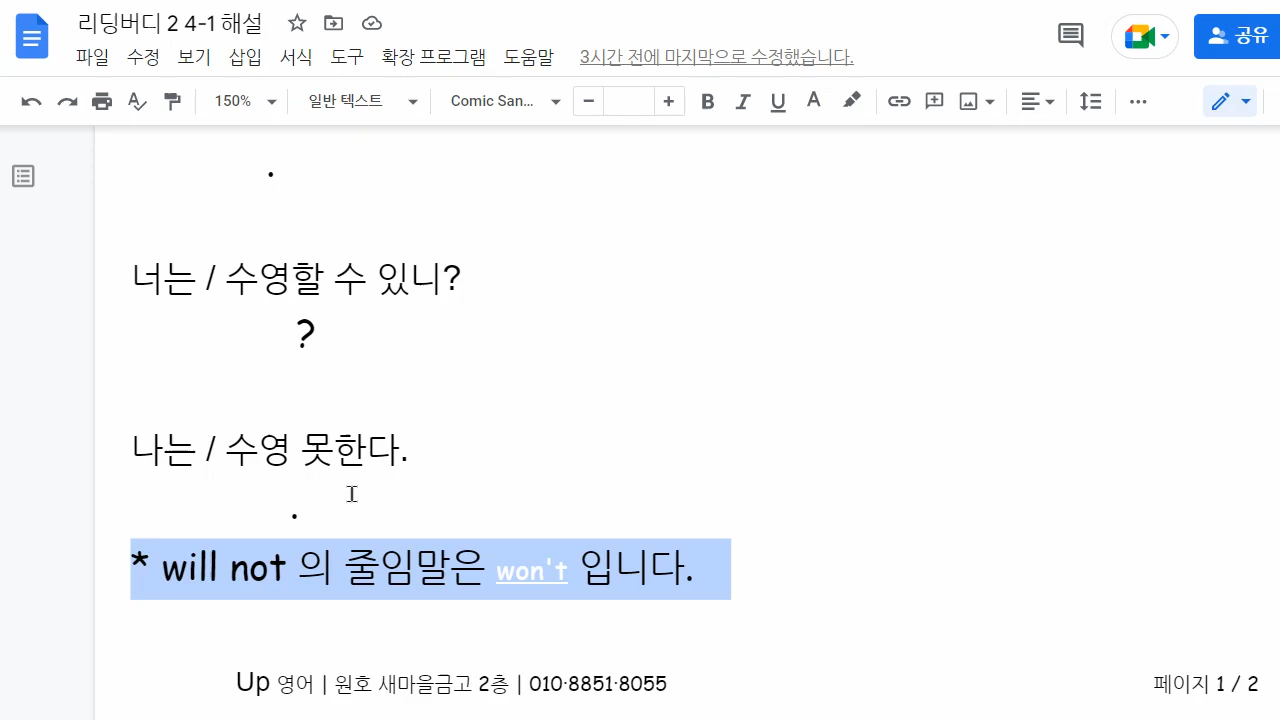 리딩버디 2 4-1 해설
파일 수정 보기 삽입 서식 도구 확장 프로그램 도움말 3시간 전에 마지막으로 수정했습니다.
공유
150% 일반 텍스트 Comic San... − + B I U A
.
너는 / 수영할 수 있니?
?
나는 / 수영 못한다.
.
* will not 의 줄임말은 won't 입니다.
Up 영어 | 원호 새마을금고 2층 | 010·8851·8055
페이지 1 / 2